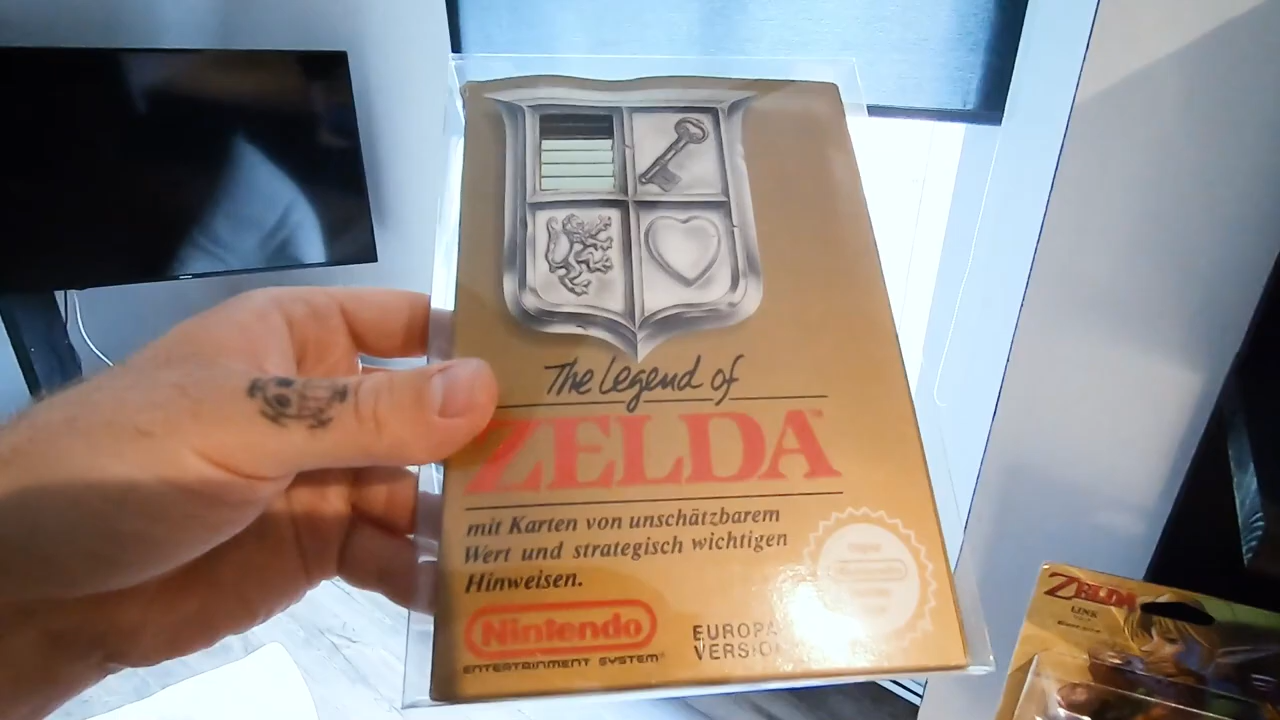 The Legend of
ZELDA™
mit Karten von unschätzbarem
Wert und strategisch wichtigen
Hinweisen.
Nintendo
ENTERTAINMENT SYSTEM®
EUROPA
VERSION
ZELDA
LINK